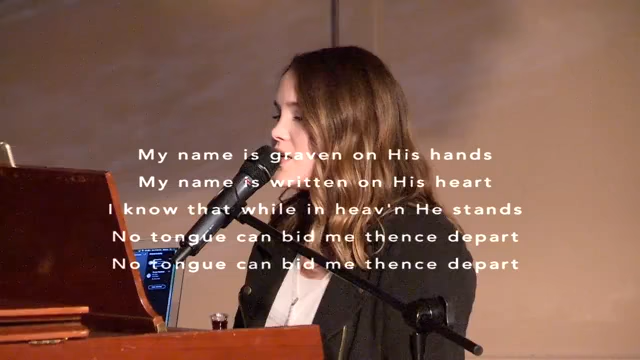 My name is graven on His hands
My name is written on His heart
I know that while in heav'n He stands
No tongue can bid me thence depart
No tongue can bid me thence depart